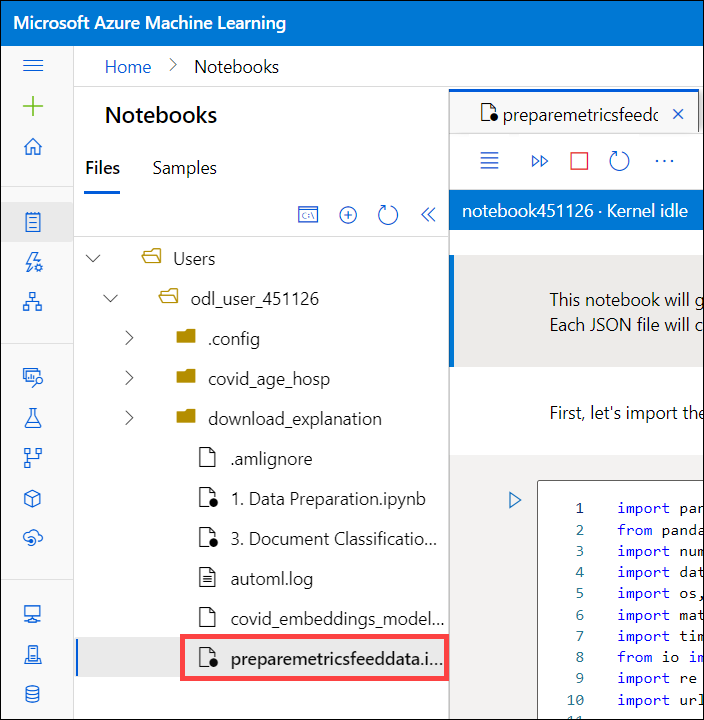 Microsoft Azure Machine Learning
Home > Notebooks
Notebooks
Files Samples
Users
odl_user_451126
.config
covid_age_hosp
download_explanation
.amlignore
1. Data Preparation.ipynb
3. Document Classificatio...
automl.log
covid_embeddings_model...
preparemetricsfeeddata.i...
preparemetricsfeedc
notebook451126 · Kernel idle
This notebook will g
Each JSON file will c
First, let's import the
1 import pan
2 from panda
3 import num
4 import dat
5 import os,
6 import mat
7 import tim
8 from io im
9 import re
10 import url